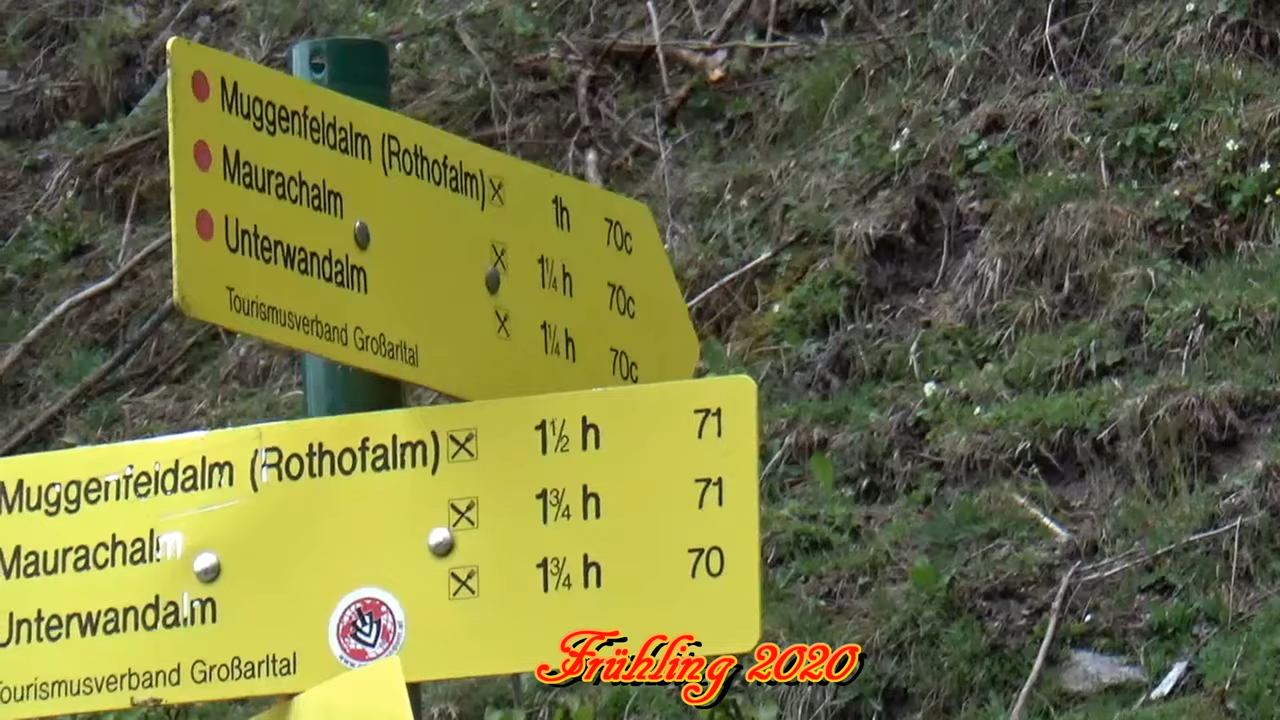 Muggenfeldalm (Rothofalm) 1h 70c
Maurachalm 1¼ h 70c
Unterwandalm 1¼ h 70c
Tourismusverband Großarltal
Muggenfeldalm (Rothofalm) 1½ h 71
Maurachalm 1¾ h 71
Unterwandalm 1¾ h 70
Tourismusverband Großarltal
Frühling 2020